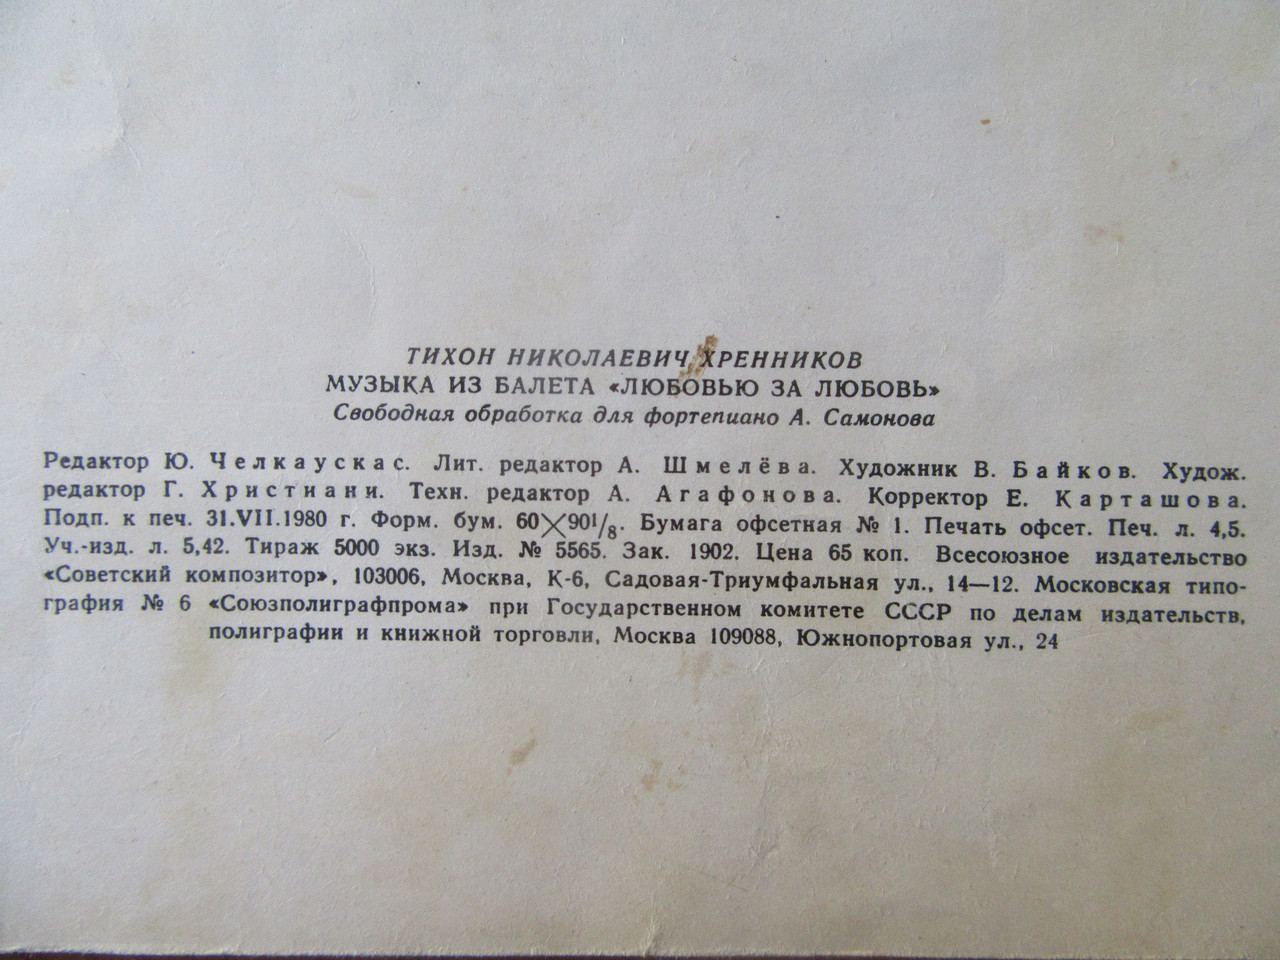 ТИХОН НИКОЛАЕВИЧ ХРЕННИКОВ
МУЗЫКА ИЗ БАЛЕТА «ЛЮБОВЬЮ ЗА ЛЮБОВЬ»
Свободная обработка для фортепиано А. Самонова
Редактор Ю. Челкаускас. Лит. редактор А. Шмелёва. Художник В. Байков. Худож.
редактор Г. Христиани. Техн. редактор А. Агафонова. Корректор Е. Карташова.
Подп. к печ. 31.VII.1980 г. Форм. бум. 60×90¹/₈. Бумага офсетная № 1. Печать офсет. Печ. л. 4,5.
Уч.-изд. л. 5,42. Тираж 5000 экз. Изд. № 5565. Зак. 1902. Цена 65 коп. Всесоюзное издательство
«Советский композитор», 103006, Москва, К-6, Садовая-Триумфальная ул., 14—12. Московская типо-
графия № 6 «Союзполиграфпрома» при Государственном комитете СССР по делам издательств,
полиграфии и книжной торговли, Москва 109088, Южнопортовая ул., 24